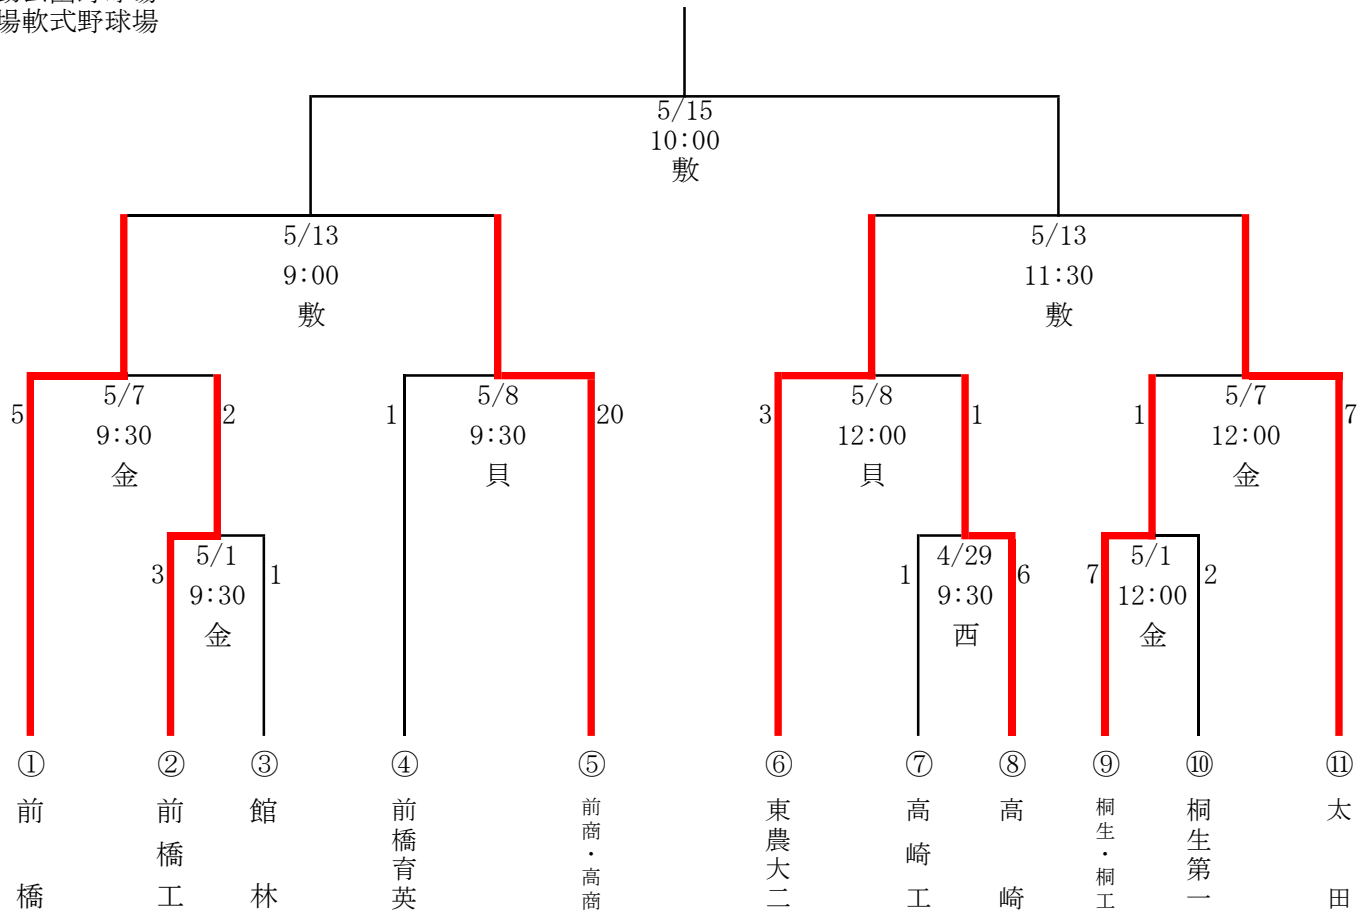 場軟式野球場
5/15
10:00
敷
5/13
9:00
敷
5/13
11:30
敷
5
5/7
9:30
金
2
1
5/8
9:30
貝
20
3
5/8
12:00
貝
1
1
5/7
12:00
金
7
3
5/1
9:30
金
1
1
4/29
9:30
西
6
7
5/1
12:00
金
2
① ② ③ ④ ⑤ ⑥ ⑦ ⑧ ⑨ ⑩ ⑪
前橋
前橋工
館林
前橋育英
前商・高商
東農大二
高崎工
高崎
桐生・桐工
桐生第一
太田